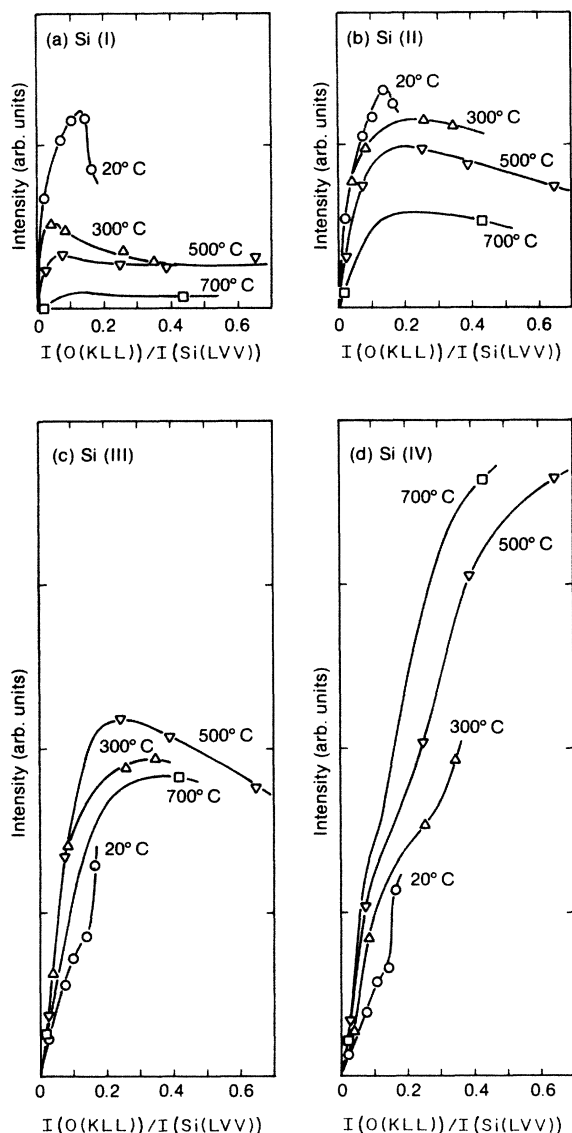 (a) Si (I)
Intensity (arb. units)
20° C
300° C
500° C
700° C
0 0.2 0.4 0.6
I(O(KLL))/I(Si(LVV))
(b) Si (II)
Intensity (arb. units)
20° C
300° C
500° C
700° C
0 0.2 0.4 0.6
I(O(KLL))/I(Si(LVV))
(c) Si (III)
Intensity (arb. units)
500° C
300° C
700° C
20° C
0 0.2 0.4 0.6
I(O(KLL))/I(Si(LVV))
(d) Si (IV)
Intensity (arb. units)
700° C
500° C
300° C
20° C
0 0.2 0.4 0.6
I(O(KLL))/I(Si(LVV))